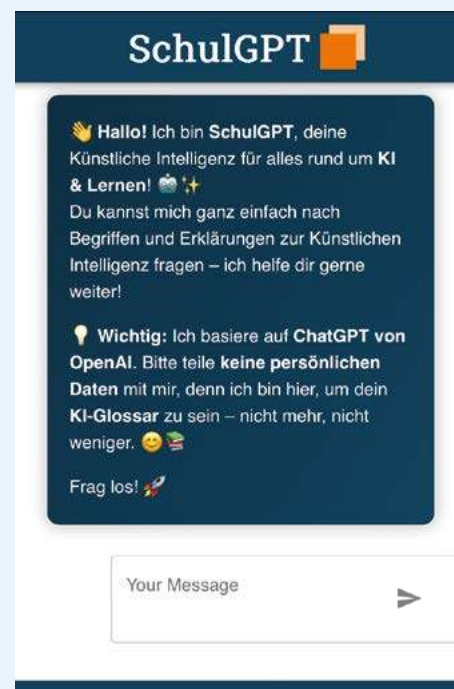 SchulGPT
👋 Hallo! Ich bin SchulGPT, deine
Künstliche Intelligenz für alles rund um KI
& Lernen! 🤖✨
Du kannst mich ganz einfach nach
Begriffen und Erklärungen zur Künstlichen
Intelligenz fragen – ich helfe dir gerne
weiter!
💡 Wichtig: Ich basiere auf ChatGPT von
OpenAI. Bitte teile keine persönlichen
Daten mit mir, denn ich bin hier, um dein
KI-Glossar zu sein – nicht mehr, nicht
weniger. 😊📚
Frag los! 🚀
Your Message